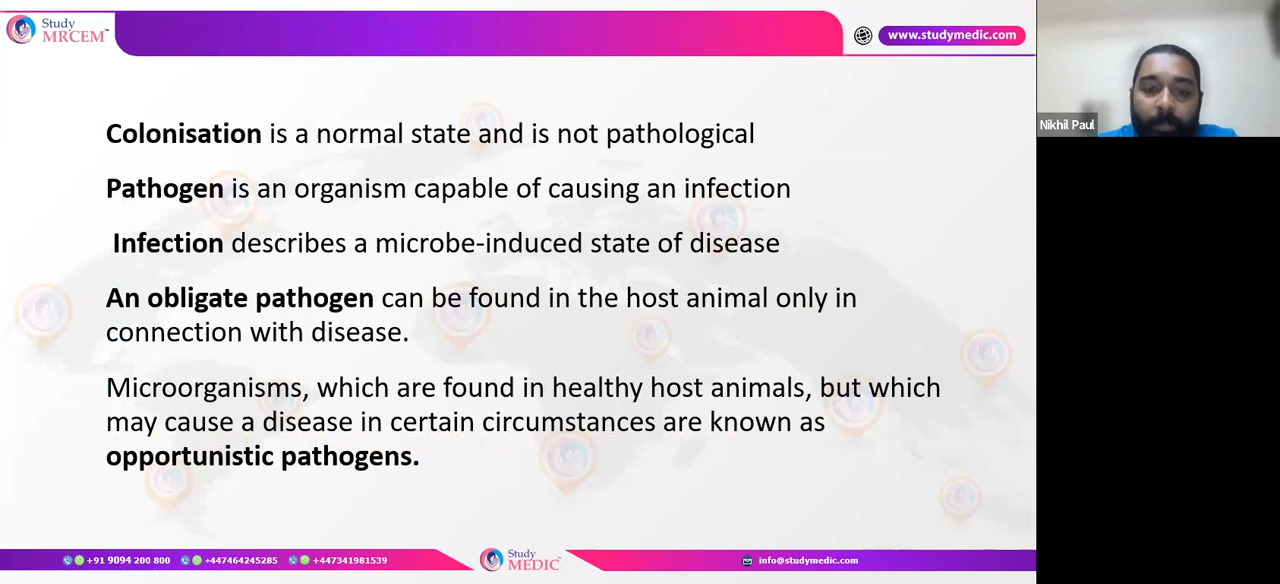 Study
MRCEM™
www.studymedic.com
Colonisation is a normal state and is not pathological
Pathogen is an organism capable of causing an infection
Infection describes a microbe-induced state of disease
An obligate pathogen can be found in the host animal only in
connection with disease.
Microorganisms, which are found in healthy host animals, but which
may cause a disease in certain circumstances are known as
opportunistic pathogens.
Nikhil Paul
+91 9094 200 800 +447464245285 +447341981539
Study
MEDIC™
info@studymedic.com